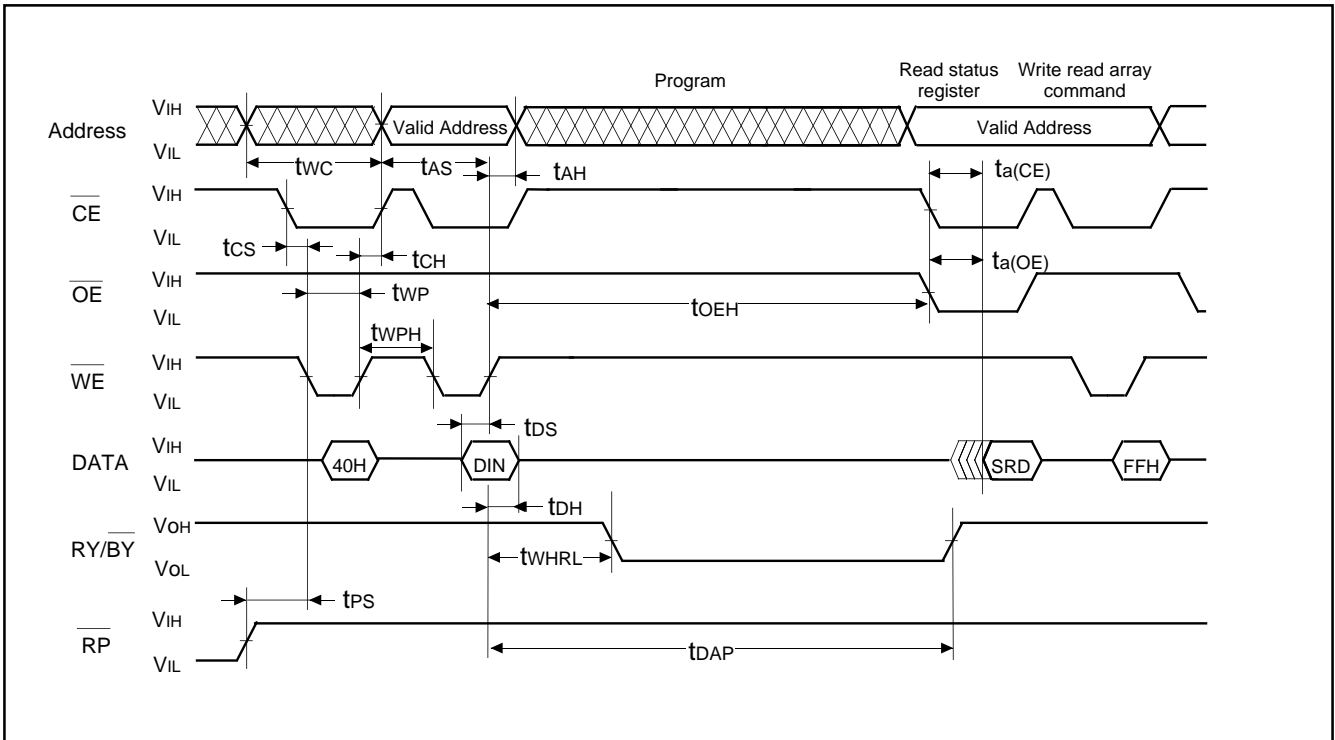 Program
Read status
register
Write read array
command
Address
VIH
VIL
Valid Address
Valid Address
tWC
tAS
tAH
ta(CE)
CE
VIH
VIL
tCS
tCH
ta(OE)
OE
VIH
VIL
tWP
tOEH
tWPH
WE
VIH
VIL
tDS
DATA
VIH
VIL
40H
DIN
SRD
FFH
tDH
RY/BY
VOH
VOL
tWHRL
tPS
RP
VIH
VIL
tDAP